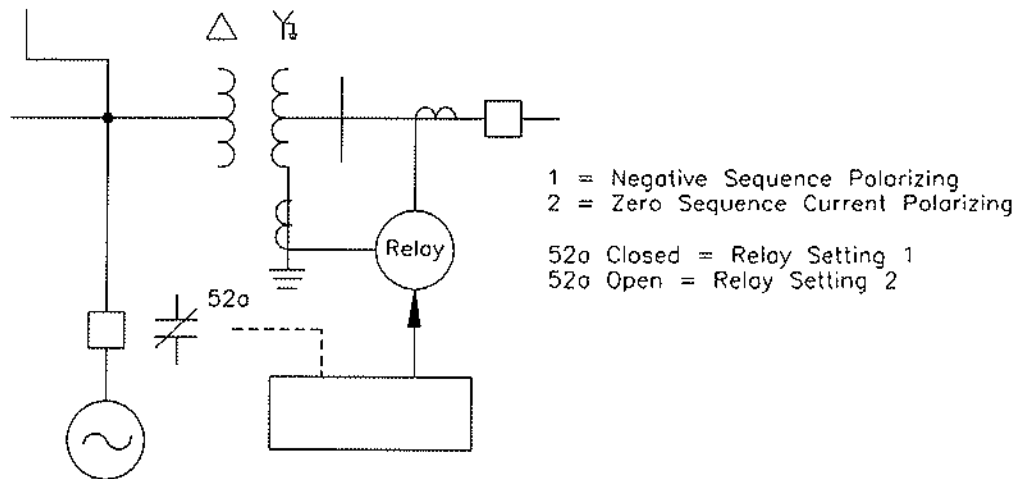 1 = Negative Sequence Polarizing
2 = Zero Sequence Current Polarizing
Relay
52a Closed = Relay Setting 1
52a Open = Relay Setting 2
52a